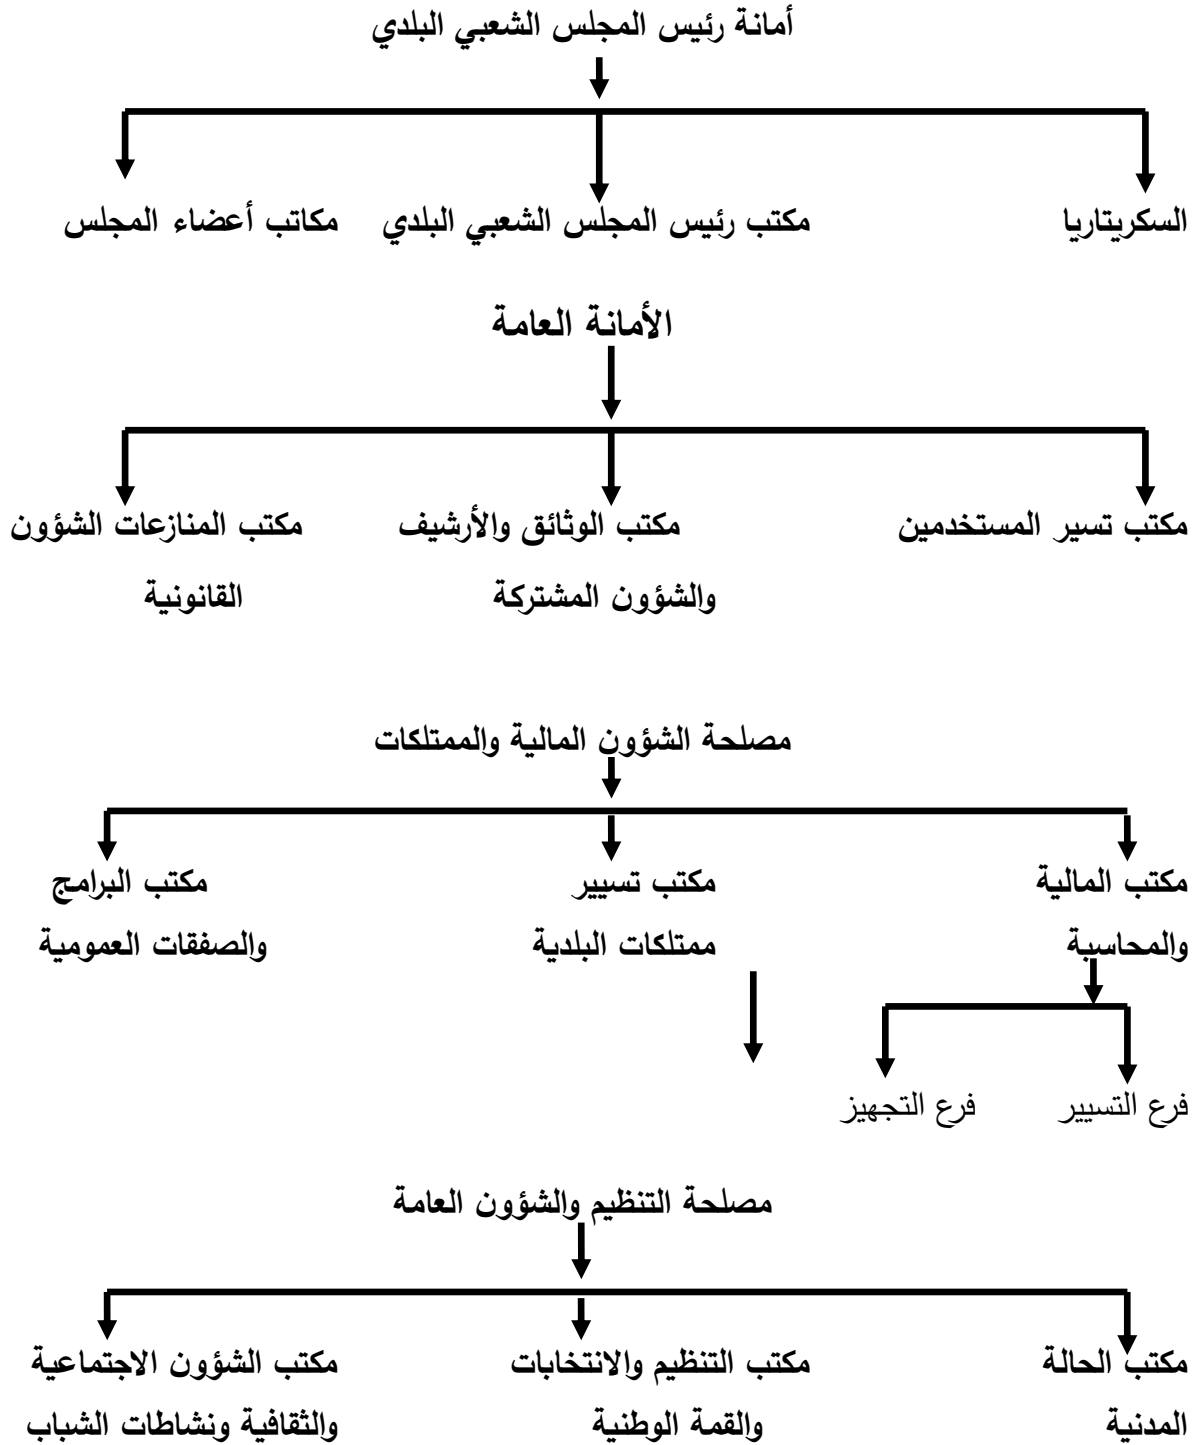 أمانة رئيس المجلس الشعبي البلدي
السكريتاريا مكتب رئيس المجلس الشعبي البلدي مكاتب أعضاء المجلس
الأمانة العامة
مكتب تسير المستخدمين مكتب الوثائق والأرشيف مكتب المنازعات الشؤون
والشؤون المشتركة القانونية
مصلحة الشؤون المالية والممتلكات
مكتب المالية مكتب تسيير مكتب البرامج
والمحاسبة ممتلكات البلدية والصفقات العمومية
فرع التسيير فرع التجهيز
مصلحة التنظيم والشؤون العامة
مكتب الحالة مكتب التنظيم والانتخابات مكتب الشؤون الاجتماعية
المدنية والقمة الوطنية والثقافية ونشاطات الشباب